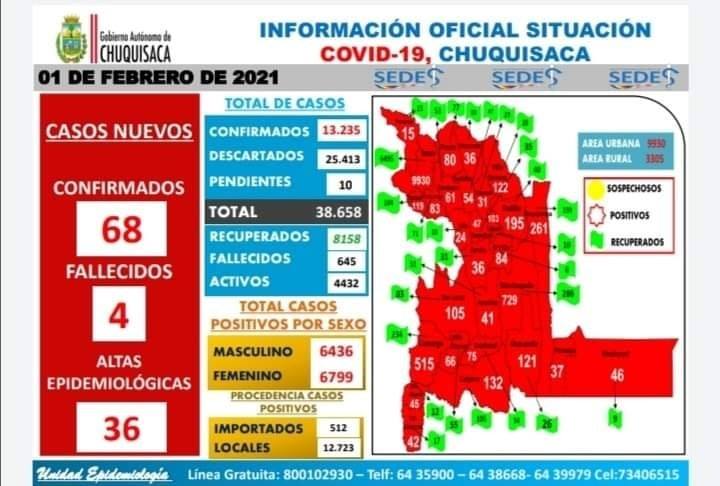 Gobierno Autónomo de
CHUQUISACA
INFORMACIÓN OFICIAL SITUACIÓN
COVID-19, CHUQUISACA
01 DE FEBRERO DE 2021
SEDES
SEDES
SEDES
CASOS NUEVOS
CONFIRMADOS
68
FALLECIDOS
4
ALTAS
EPIDEMIOLÓGICAS
36
TOTAL DE CASOS
CONFIRMADOS 13.235
DESCARTADOS 25.413
PENDIENTES 10
TOTAL 38.658
RECUPERADOS 8158
FALLECIDOS 645
ACTIVOS 4432
TOTAL CASOS
POSITIVOS POR SEXO
MASCULINO 6436
FEMENINO 6799
PROCEDENCIA CASOS
POSITIVOS
IMPORTADOS 512
LOCALES 12.723
AREA URBANA 9930
AREA RURAL 3305
SOSPECHOSOS
POSITIVOS
RECUPERADOS
15
80 36
9930
122
61 54 31
83
195
261
24
36
84
729
105
41
515
66
75
132
121
37
46
45
42
26
Unidad Epidemiología
Línea Gratuita: 800102930 – Telf: 64 35900 – 64 38668- 64 39979 Cel:73406515